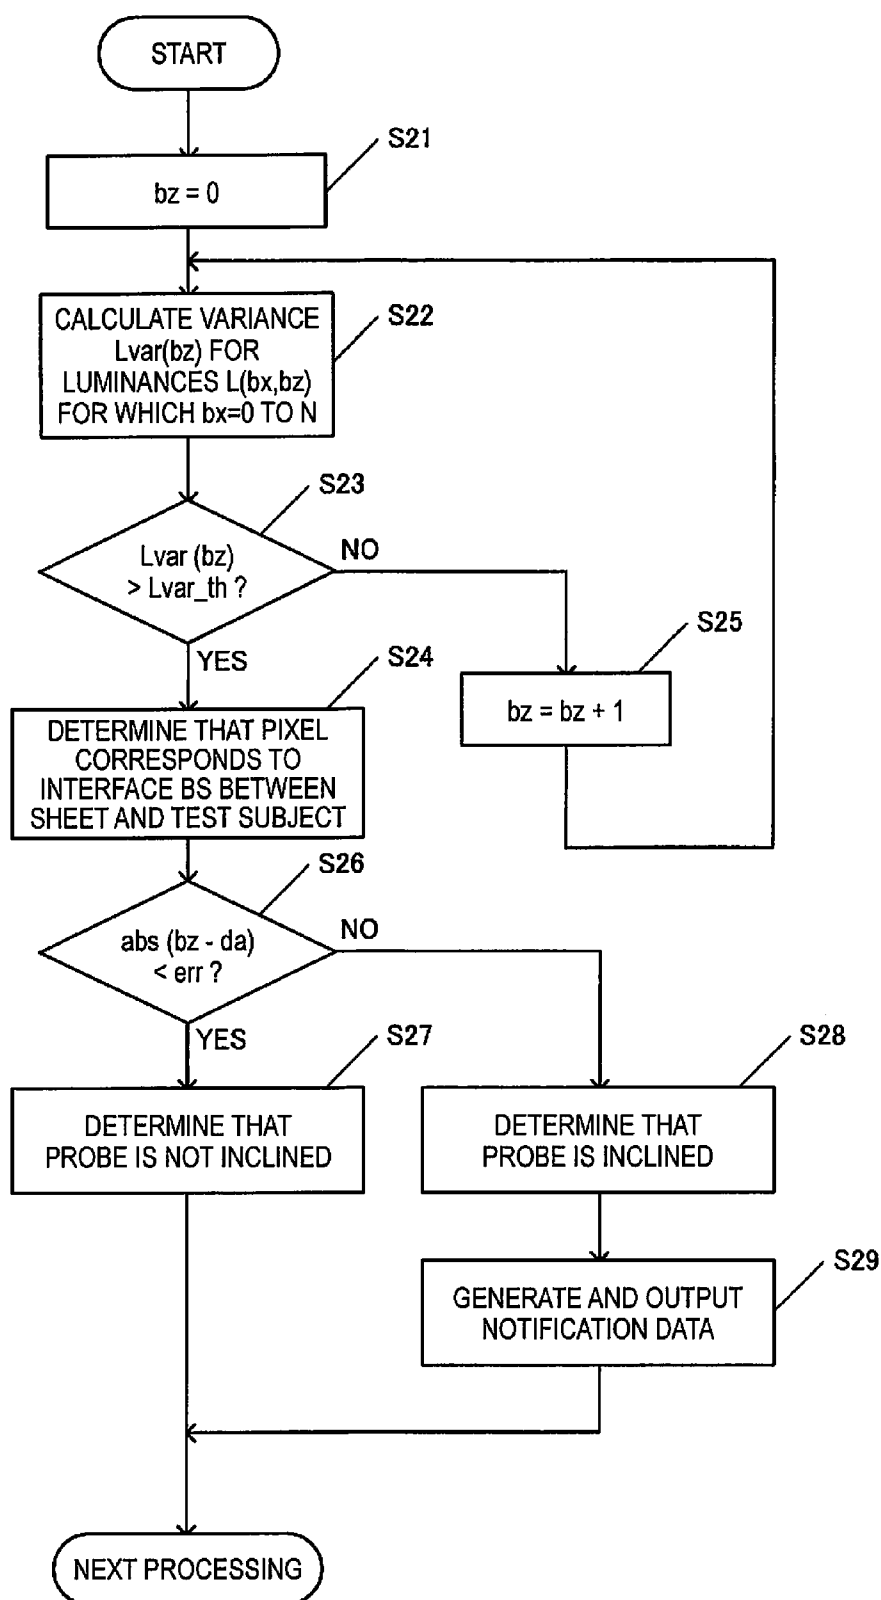 START
S21
bz = 0
S22
CALCULATE VARIANCE
Lvar(bz) FOR
LUMINANCES L(bx,bz)
FOR WHICH bx=0 TO N
S23
Lvar (bz)
> Lvar_th ?
NO
YES
S25
bz = bz + 1
S24
DETERMINE THAT PIXEL
CORRESPONDS TO
INTERFACE BS BETWEEN
SHEET AND TEST SUBJECT
S26
abs (bz - da)
< err ?
NO
YES
S27
DETERMINE THAT
PROBE IS NOT INCLINED
S28
DETERMINE THAT
PROBE IS INCLINED
S29
GENERATE AND OUTPUT
NOTIFICATION DATA
NEXT PROCESSING